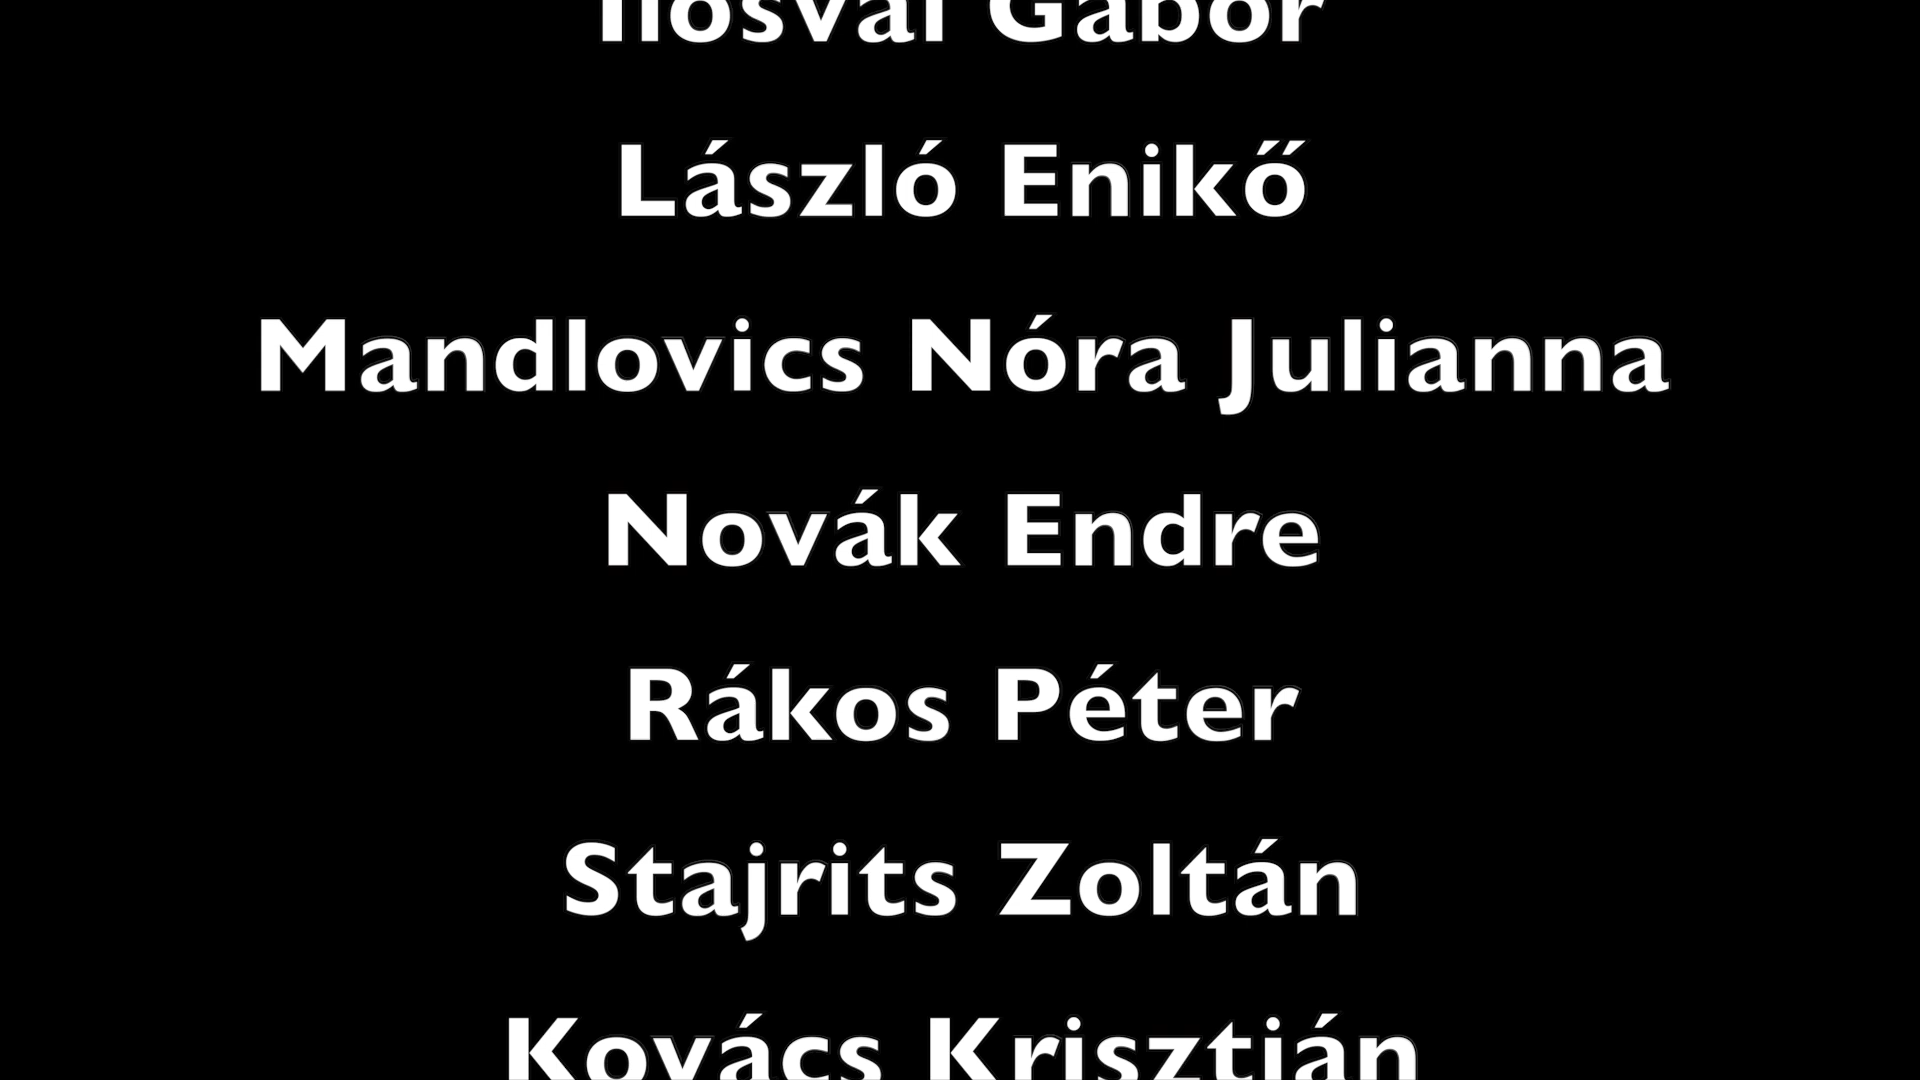 Ilosvai Gábor
László Enikő
Mandlovics Nóra Julianna
Novák Endre
Rákos Péter
Stajrits Zoltán
Kovács Krisztián